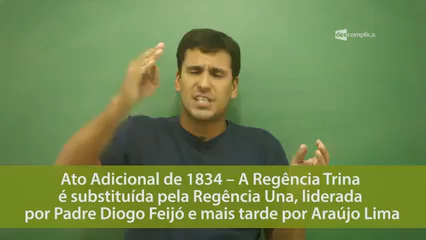 descomplica.
Ato Adicional de 1834 – A Regência Trina
é substituída pela Regência Una, liderada
por Padre Diogo Feijó e mais tarde por Araújo Lima